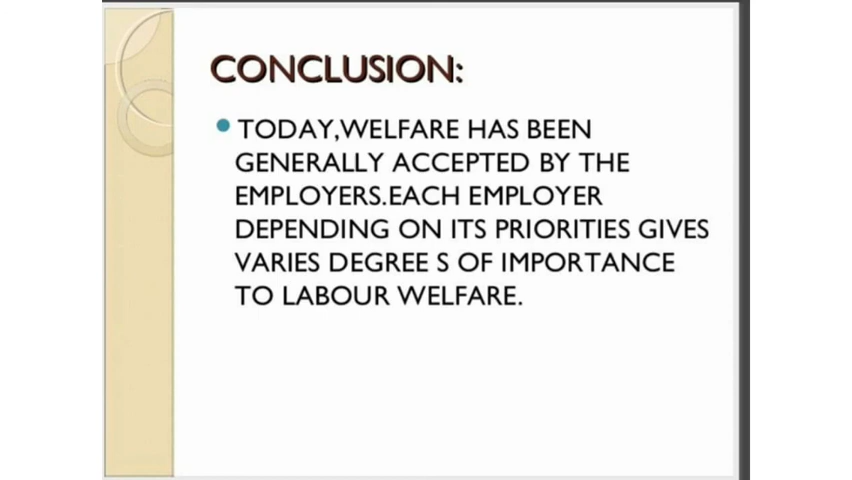 CONCLUSION:
TODAY,WELFARE HAS BEEN
GENERALLY ACCEPTED BY THE
EMPLOYERS.EACH EMPLOYER
DEPENDING ON ITS PRIORITIES GIVES
VARIES DEGREE S OF IMPORTANCE
TO LABOUR WELFARE.